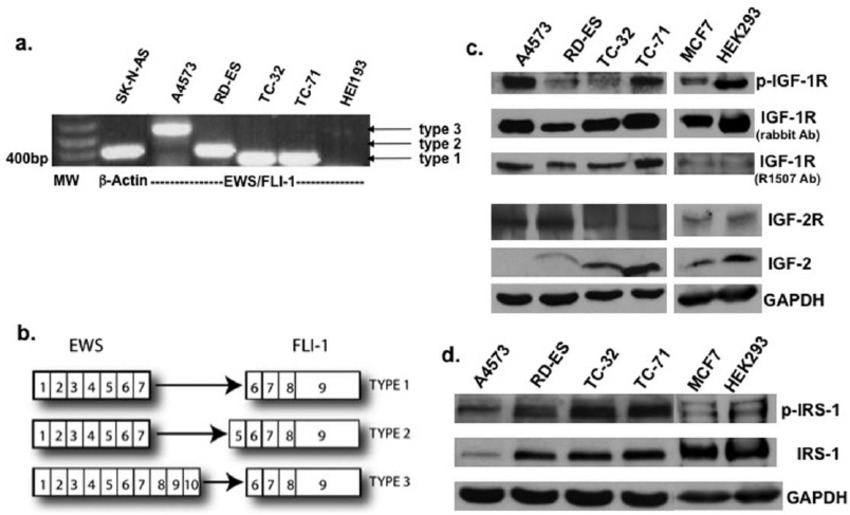 a.
SK-N-AS A4573 RD-ES TC-32 TC-71 HEI193
type 3
type 2
400bp type 1
MW β-Actin ---------------EWS/FLI-1--------------
b.
EWS FLI-1
1 2 3 4 5 6 7 6 7 8 9 TYPE 1
1 2 3 4 5 6 7 5 6 7 8 9 TYPE 2
1 2 3 4 5 6 7 8 9 10 6 7 8 9 TYPE 3
c.
A4573 RD-ES TC-32 TC-71 MCF7 HEK293
p-IGF-1R
IGF-1R
(rabbit Ab)
IGF-1R
(R1507 Ab)
IGF-2R
IGF-2
GAPDH
d.
A4573 RD-ES TC-32 TC-71 MCF7 HEK293
p-IRS-1
IRS-1
GAPDH